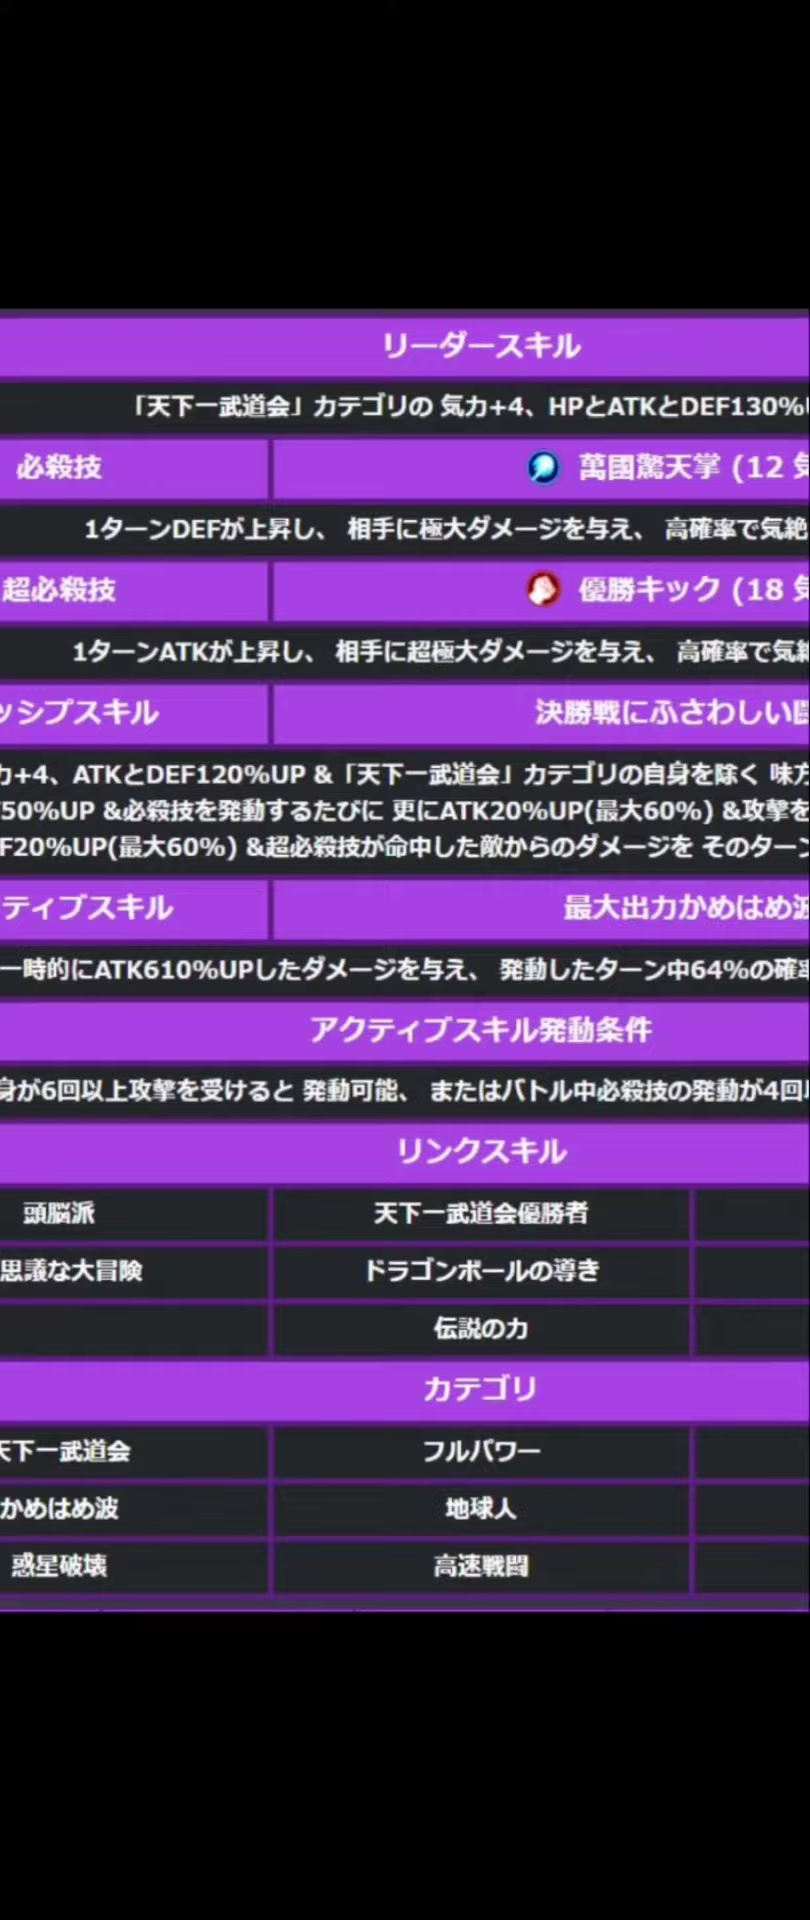 リーダースキル
「天下一武道会」カテゴリの 気力+4、HPとATKとDEF130%
必殺技
萬國驚天掌 (12 気
1ターンDEFが上昇し、 相手に極大ダメージを与え、 高確率で気絶
超必殺技
優勝キック (18 気
1ターンATKが上昇し、 相手に超極大ダメージを与え、 高確率で気絶
ッシブスキル
決勝戦にふさわしい闘
力+4、ATKとDEF120%UP &「天下一武道会」カテゴリの自身を除く 味方
50%UP &必殺技を発動するたびに 更にATK20%UP(最大60%) &攻撃を
F20%UP(最大60%) &超必殺技が命中した敵からのダメージを そのターン
ティブスキル
最大出力かめはめ波
一時的にATK610%UPしたダメージを与え、 発動したターン中64%の確率
アクティブスキル発動条件
身が6回以上攻撃を受けると 発動可能、 またはバトル中必殺技の発動が4回
リンクスキル
頭脳派
天下一武道会優勝者
思議な大冒険
ドラゴンボールの導き
伝説の力
カテゴリ
天下一武道会
フルパワー
かめはめ波
地球人
惑星破壊
高速戦闘